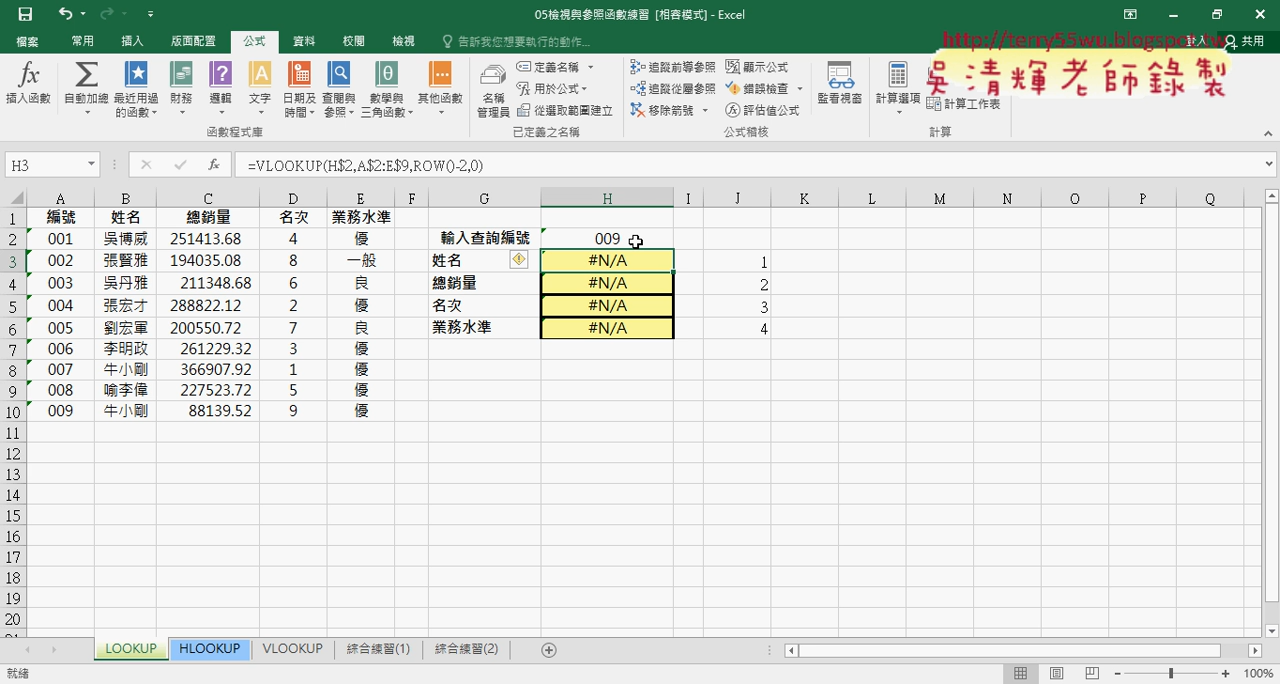 05檢視與參照函數練習 [相容模式] - Excel
檔案 常用 插入 版面配置 公式 資料 校閱 檢視 告訴我您想要執行的動作... 登入 共用
http://terry55wu.blogspot.tw
吳清輝老師錄製
插入函數 自動加總 最近用過的函數 財務 邏輯 文字 日期及時間 查閱與參照 數學與三角函數 其他函數
函數程式庫
名稱管理員 定義名稱 用於公式 從選取範圍建立
已定義之名稱
追蹤前導參照 追蹤從屬參照 移除箭號 顯示公式 錯誤檢查 評估值公式 監看視窗
公式稽核
計算選項 計算工作表
計算
H3 fx =VLOOKUP(H$2,A$2:E$9,ROW()-2,0)
A B C D E F G H I J K L M N O P Q
1 編號 姓名 總銷量 名次 業務水準
2 001 吳博威 251413.68 4 優 輸入查詢編號 009
3 002 張賢雅 194035.08 8 一般 姓名 #N/A 1
4 003 吳丹雅 211348.68 6 良 總銷量 #N/A 2
5 004 張宏才 288822.12 2 優 名次 #N/A 3
6 005 劉宏軍 200550.72 7 良 業務水準 #N/A 4
7 006 李明政 261229.32 3 優
8 007 牛小剛 366907.92 1 優
9 008 喻李偉 227523.72 5 優
10 009 牛小剛 88139.52 9 優
11
12
13
14
15
16
17
18
19
20
LOOKUP HLOOKUP VLOOKUP 綜合練習(1) 綜合練習(2)
就緒 100%